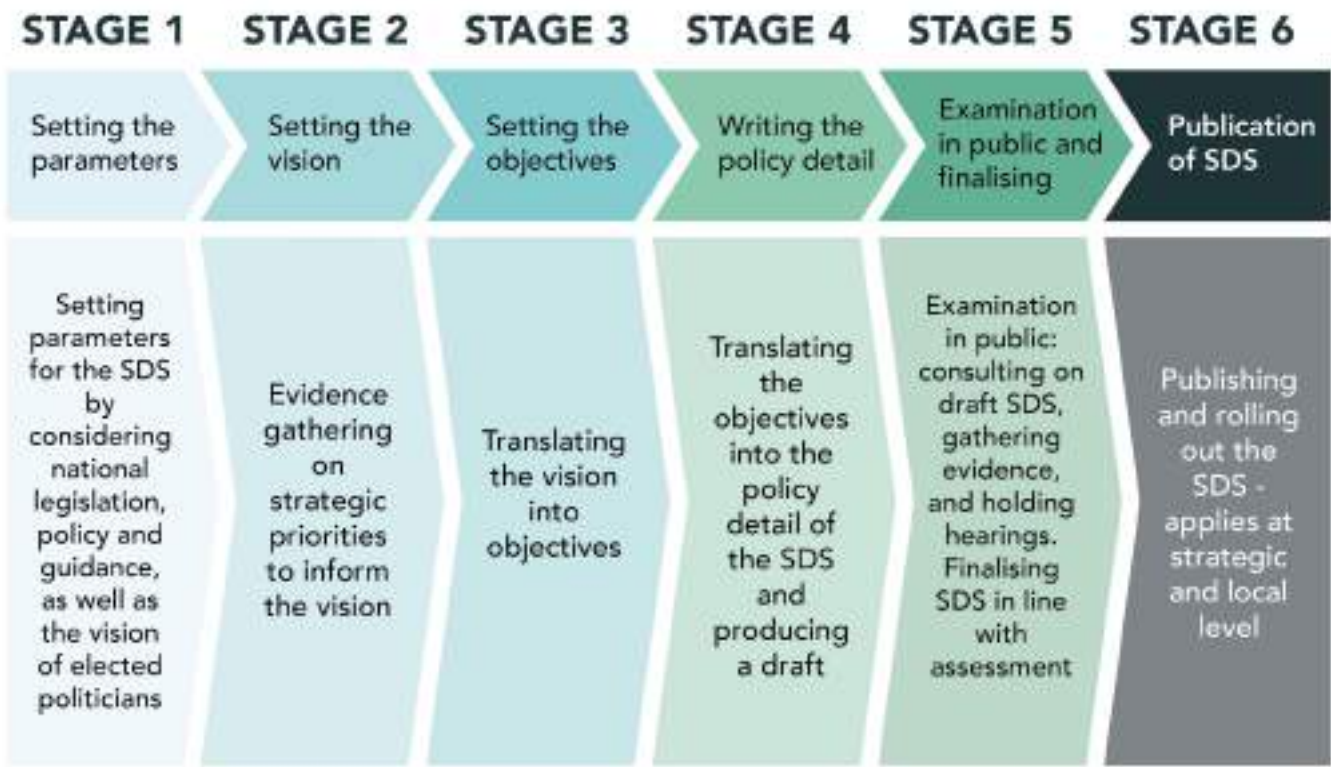 STAGE 1
STAGE 2
STAGE 3
STAGE 4
STAGE 5
STAGE 6
Setting the
parameters
Setting the
vision
Setting the
objectives
Writing the
policy detail
Examination
in public and
finalising
Publication
of SDS
Setting
parameters
for the SDS
by
considering
national
legislation,
policy and
guidance,
as well as
the vision
of elected
politicians
Evidence
gathering
on
strategic
priorities
to inform
the vision
Translating
the vision
into
objectives
Translating
the
objectives
into the
policy
detail of
the SDS
and
producing
a draft
Examination
in public:
consulting on
draft SDS,
gathering
evidence,
and holding
hearings.
Finalising
SDS in line
with
assessment
Publishing
and rolling
out the
SDS -
applies at
strategic
and local
level